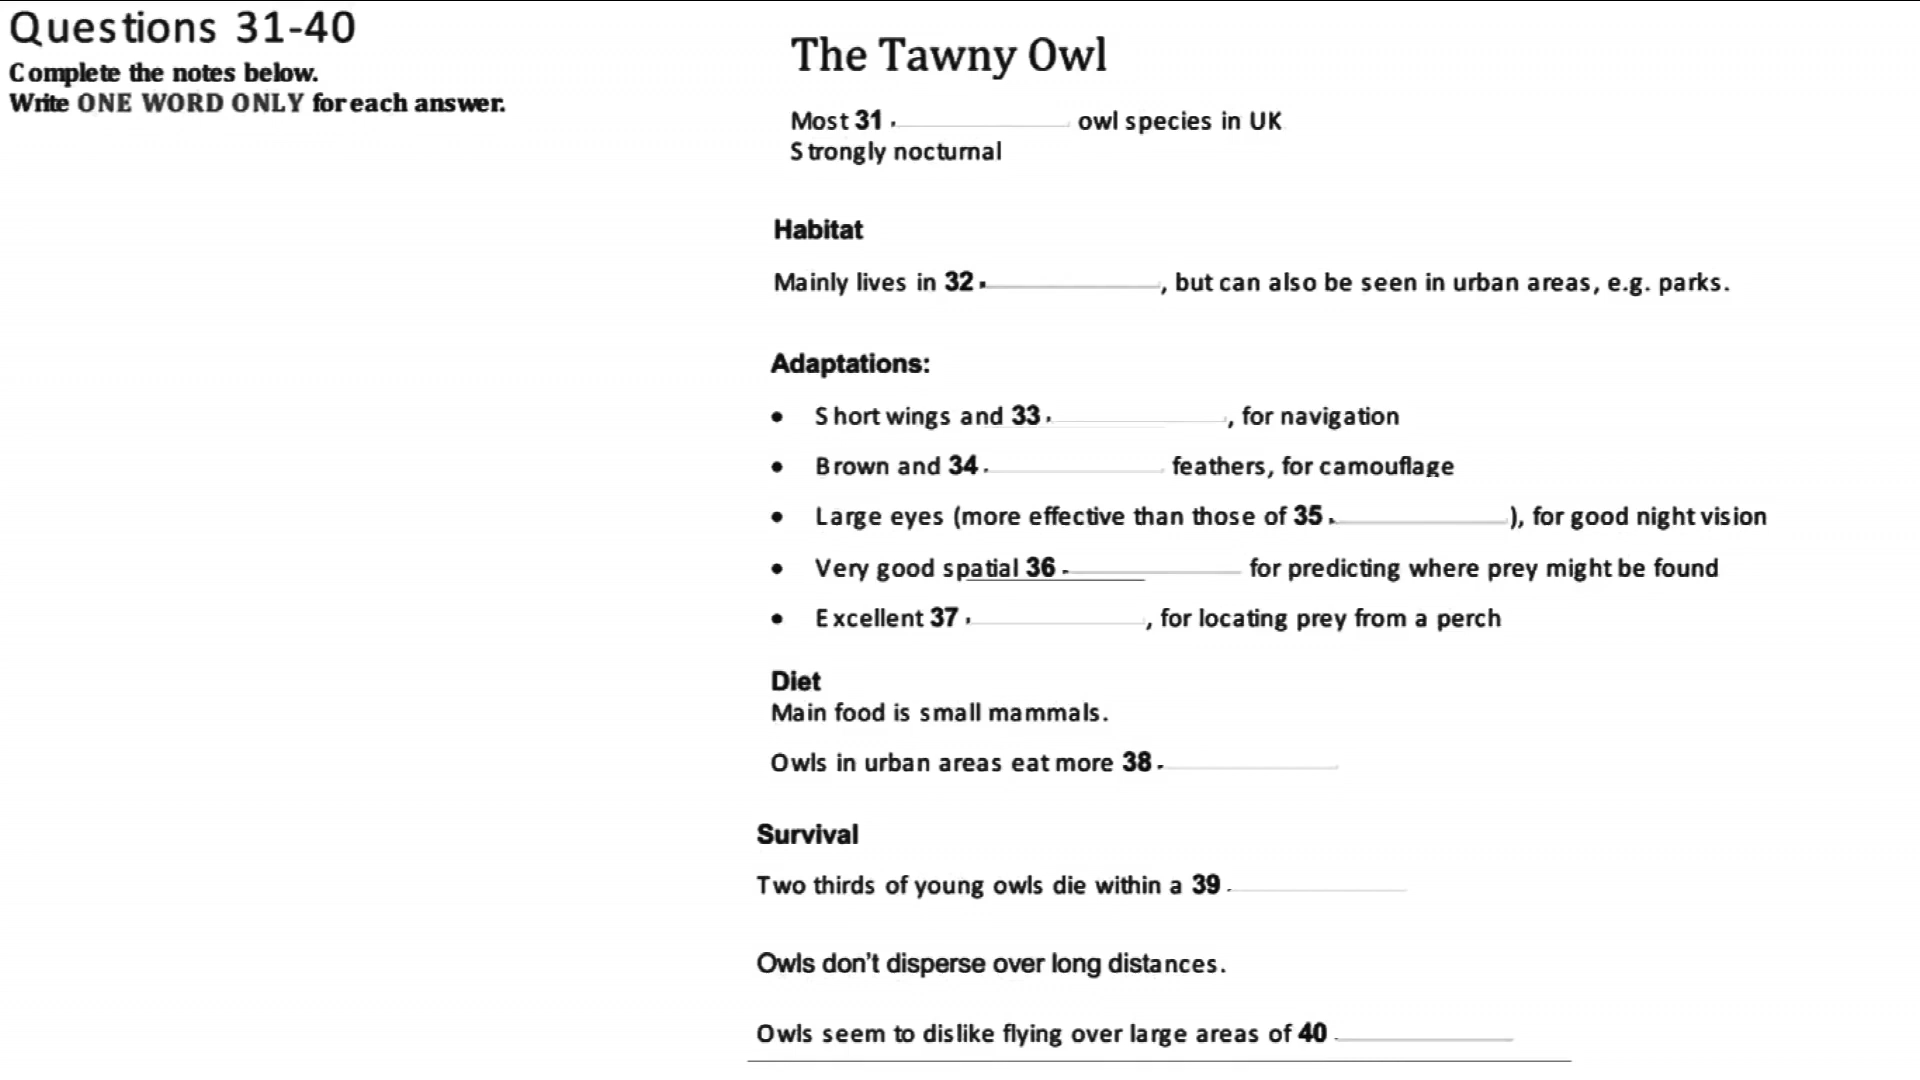 Questions 31-40
Complete the notes below.
Write ONE WORD ONLY for each answer.
The Tawny Owl
Most 31. owl species in UK
Strongly nocturnal
Habitat
Mainly lives in 32. , but can also be seen in urban areas, e.g. parks.
Adaptations:
• Short wings and 33. , for navigation
• Brown and 34. feathers, for camouflage
• Large eyes (more effective than those of 35. ), for good night vision
• Very good spatial 36. for predicting where prey might be found
• Excellent 37. , for locating prey from a perch
Diet
Main food is small mammals.
Owls in urban areas eat more 38.
Survival
Two thirds of young owls die within a 39.
Owls don't disperse over long distances.
Owls seem to dislike flying over large areas of 40